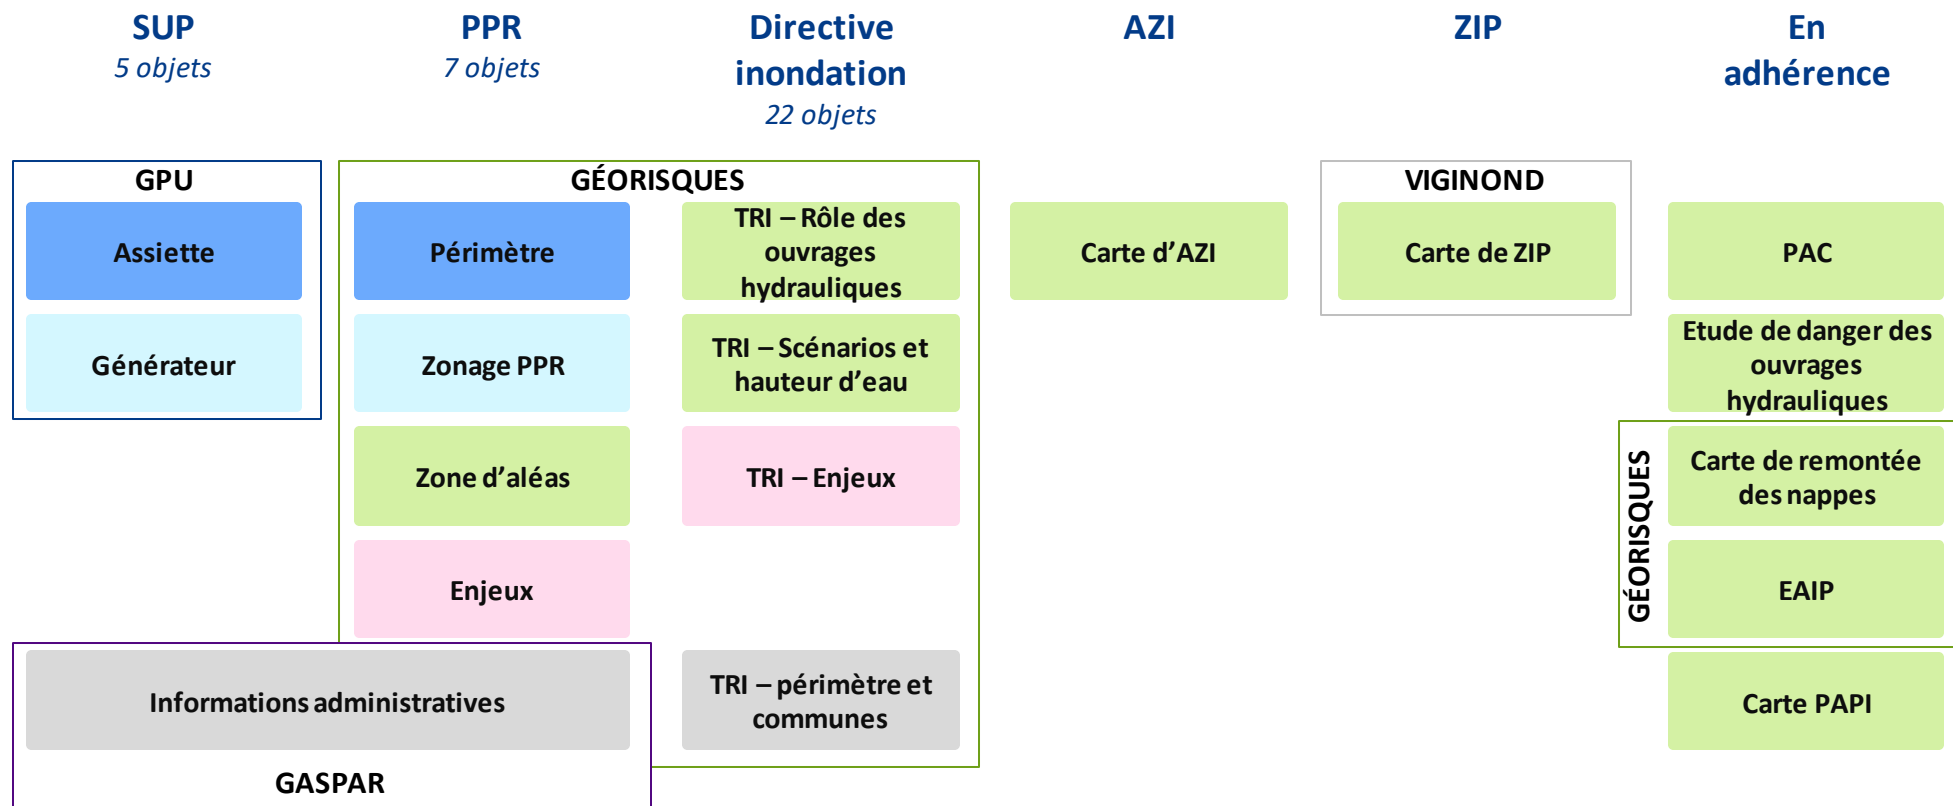 SUP
5 objets
PPR
7 objets
Directive
inondation
22 objets
AZI
ZIP
En
adhérence
GPU
Assiette
Générateur
GÉORISQUES
Périmètre
Zonage PPR
Zone d’aléas
Enjeux
TRI – Rôle des
ouvrages
hydrauliques
TRI – Scénarios et
hauteur d’eau
TRI – Enjeux
TRI – périmètre et
communes
Informations administratives
GASPAR
Carte d’AZI
VIGINOND
Carte de ZIP
PAC
Etude de danger des
ouvrages
hydrauliques
GÉORISQUES
Carte de remontée
des nappes
EAIP
Carte PAPI